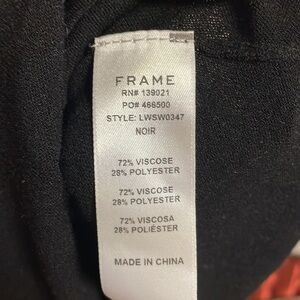 FRAME
RN# 139021
PO# 466500
STYLE: LWSW0347
NOIR
72% VISCOSE
28% POLYESTER
72% VISCOSE
28% POLYESTER
72% VISCOSA
28% POLIÉSTER
MADE IN CHINA